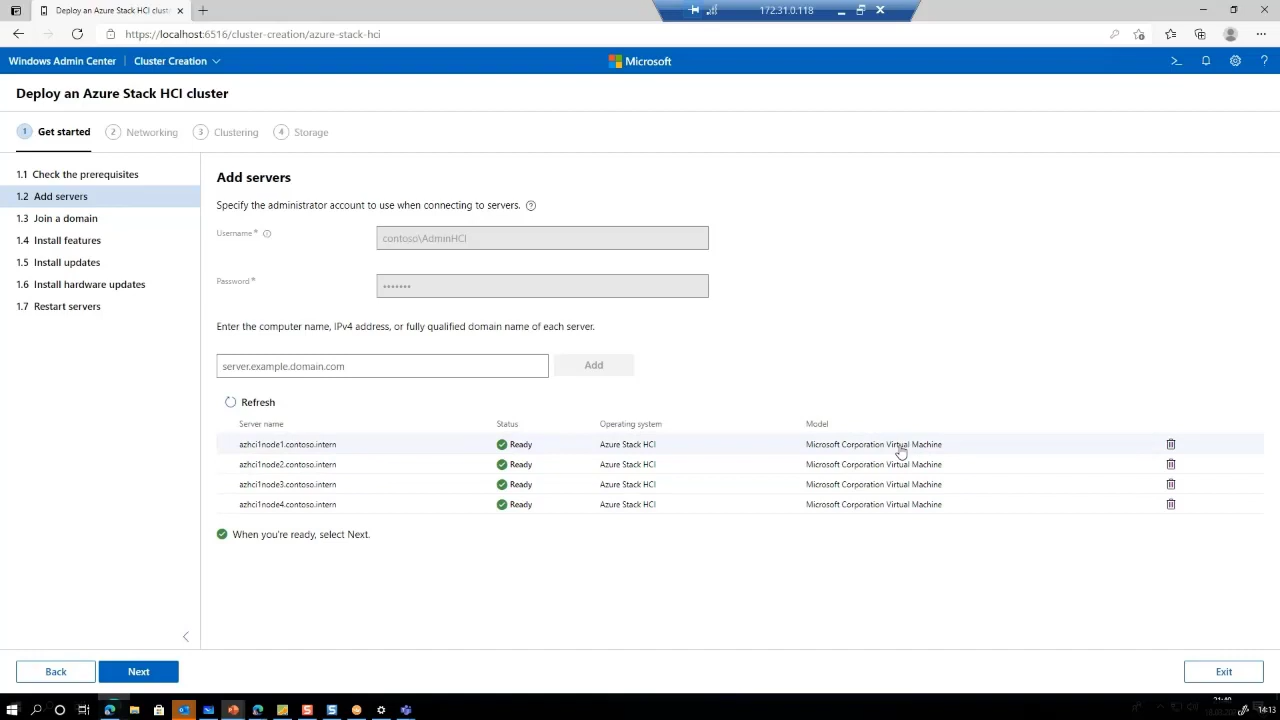 Deploy an Azure Stack HCI cluste
172.31.0.118
https://localhost:6516/cluster-creation/azure-stack-hci
Windows Admin Center | Cluster Creation
Microsoft
Deploy an Azure Stack HCI cluster
1 Get started 2 Networking 3 Clustering 4 Storage
1.1 Check the prerequisites
1.2 Add servers
1.3 Join a domain
1.4 Install features
1.5 Install updates
1.6 Install hardware updates
1.7 Restart servers
Add servers
Specify the administrator account to use when connecting to servers.
Username*
contoso\AdminHCI
Password*
•••••••
Enter the computer name, IPv4 address, or fully qualified domain name of each server.
server.example.domain.com
Add
Refresh
Server name Status Operating system Model
azhci1node1.contoso.intern Ready Azure Stack HCI Microsoft Corporation Virtual Machine
azhci1node2.contoso.intern Ready Azure Stack HCI Microsoft Corporation Virtual Machine
azhci1node3.contoso.intern Ready Azure Stack HCI Microsoft Corporation Virtual Machine
azhci1node4.contoso.intern Ready Azure Stack HCI Microsoft Corporation Virtual Machine
When you're ready, select Next.
Back Next Exit
14:13